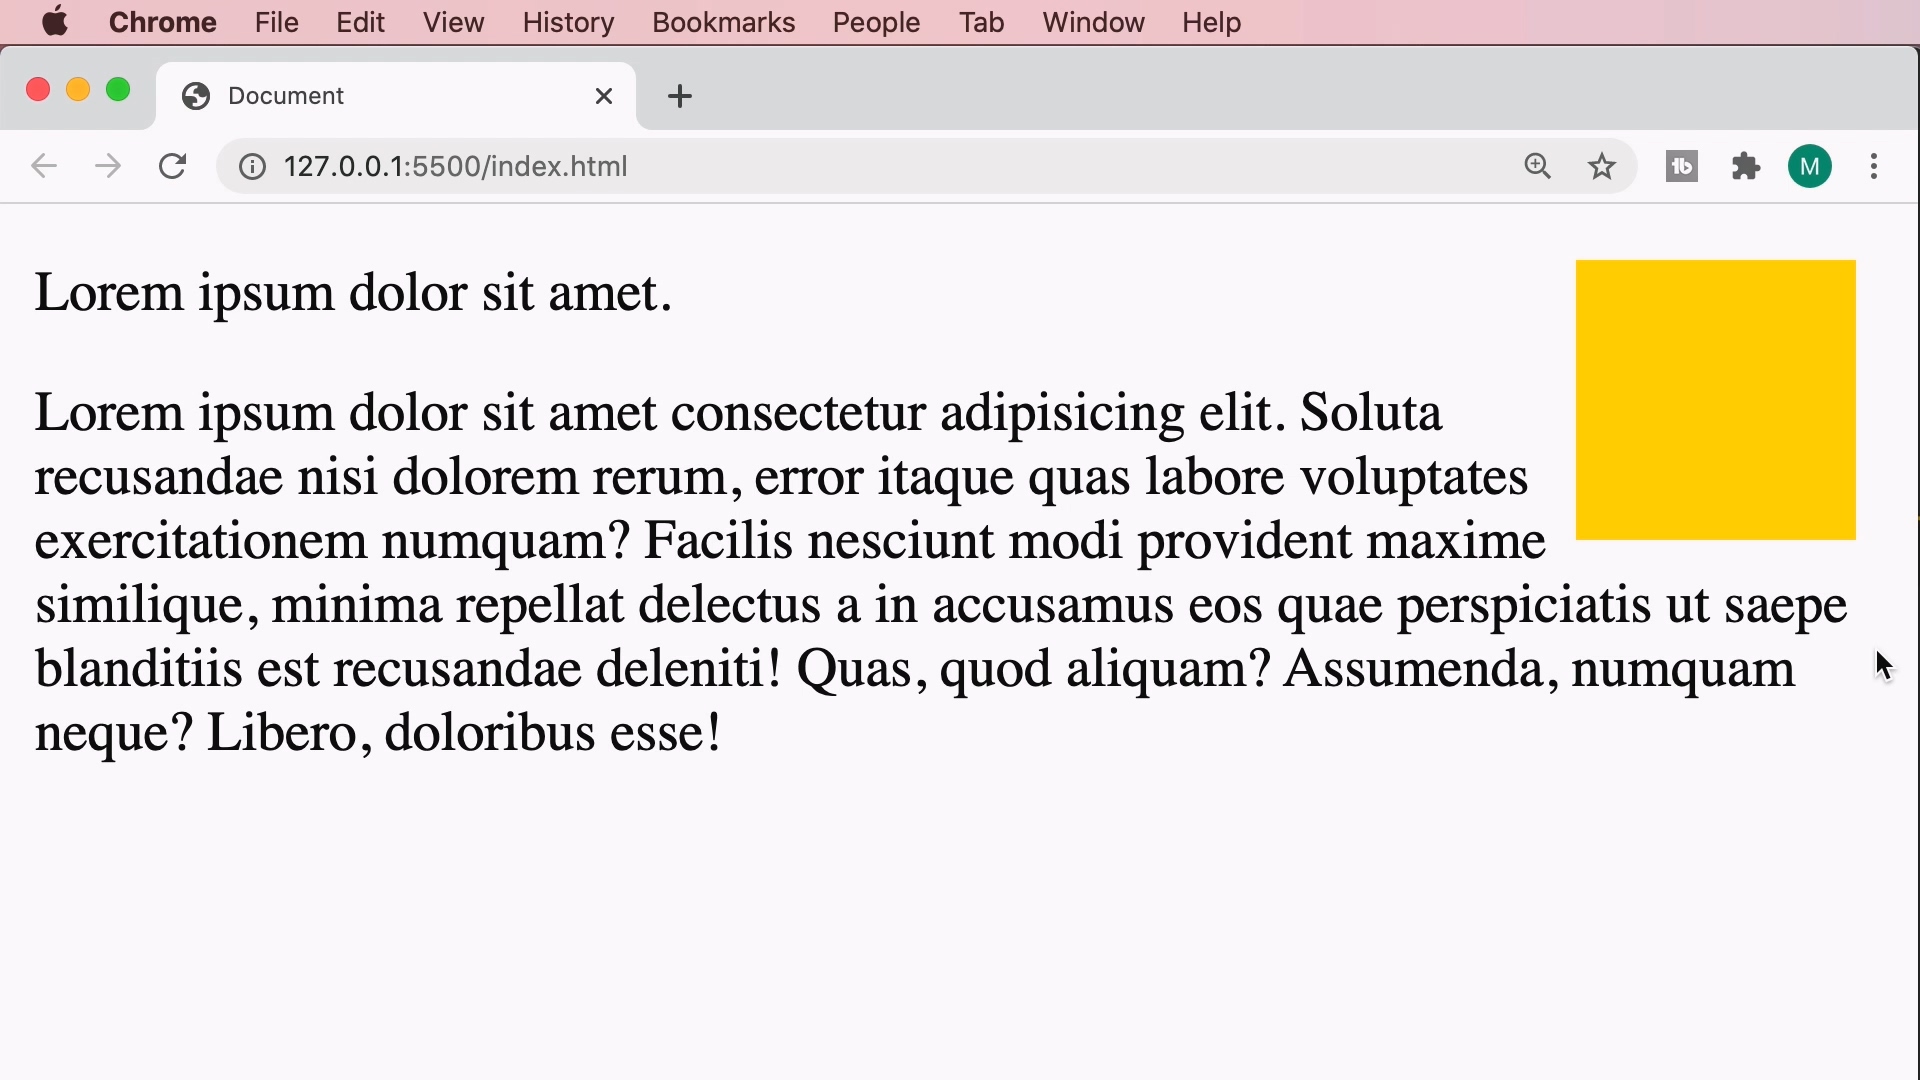 Chrome File Edit View History Bookmarks People Tab Window Help
Document
127.0.0.1:5500/index.html
tb
M
Lorem ipsum dolor sit amet.
Lorem ipsum dolor sit amet consectetur adipisicing elit. Soluta
recusandae nisi dolorem rerum, error itaque quas labore voluptates
exercitationem numquam? Facilis nesciunt modi provident maxime
similique, minima repellat delectus a in accusamus eos quae perspiciatis ut saepe
blanditiis est recusandae deleniti! Quas, quod aliquam? Assumenda, numquam
neque? Libero, doloribus esse!